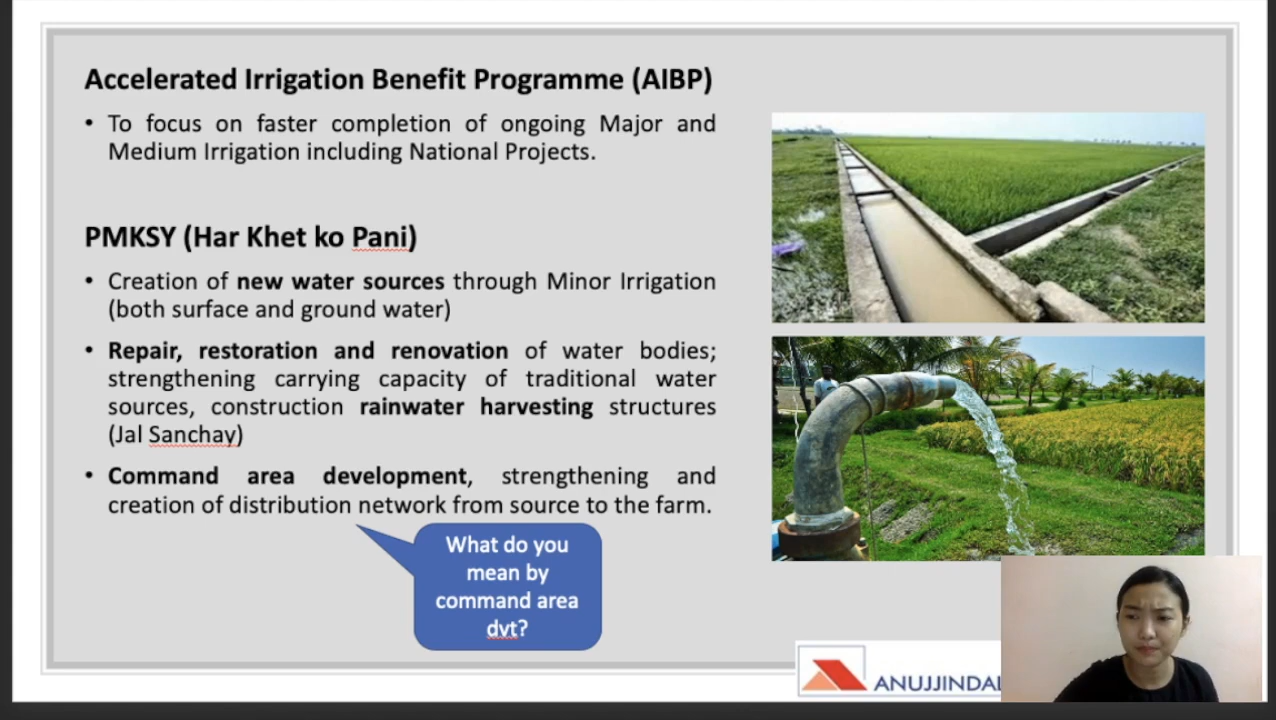 Accelerated Irrigation Benefit Programme (AIBP)
• To focus on faster completion of ongoing Major and
Medium Irrigation including National Projects.
PMKSY (Har Khet ko Pani)
• Creation of new water sources through Minor Irrigation
(both surface and ground water)
• Repair, restoration and renovation of water bodies;
strengthening carrying capacity of traditional water
sources, construction rainwater harvesting structures
(Jal Sanchay)
• Command area development, strengthening and
creation of distribution network from source to the farm.
What do you
mean by
command area
dvt?
ANUJJINDAL